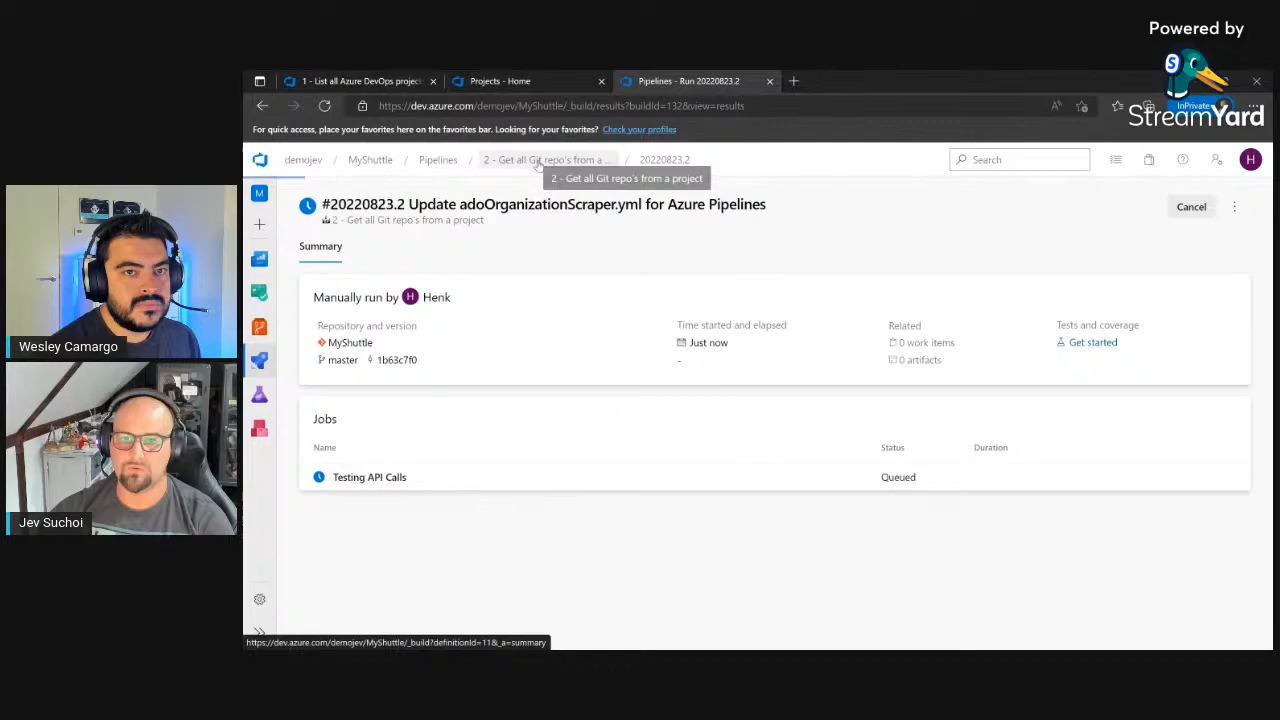 Powered by
S
StreamYard
1 - List all Azure DevOps project
Projects - Home
Pipelines - Run 20220823.2
https://dev.azure.com/demojev/MyShuttle/_build/results?buildId=132&view=results
InPrivate
For quick access, place your favorites here on the favorites bar. Looking for your favorites? Check your profiles
demojev / MyShuttle / Pipelines / 2 - Get all Git repo's from a ... / 20220823.2
Search
H
2 - Get all Git repo's from a project
M
#20220823.2 Update adoOrganizationScraper.yml for Azure Pipelines
2 - Get all Git repo's from a project
Cancel
Summary
Manually run by H Henk
Repository and version
Time started and elapsed
Related
Tests and coverage
MyShuttle
Just now
0 work items
Get started
master 1b63c7f0
-
0 artifacts
Jobs
Name
Status
Duration
Testing API Calls
Queued
https://dev.azure.com/demojev/MyShuttle/_build?definitionId=11&_a=summary
Wesley Camargo
Jev Suchoi